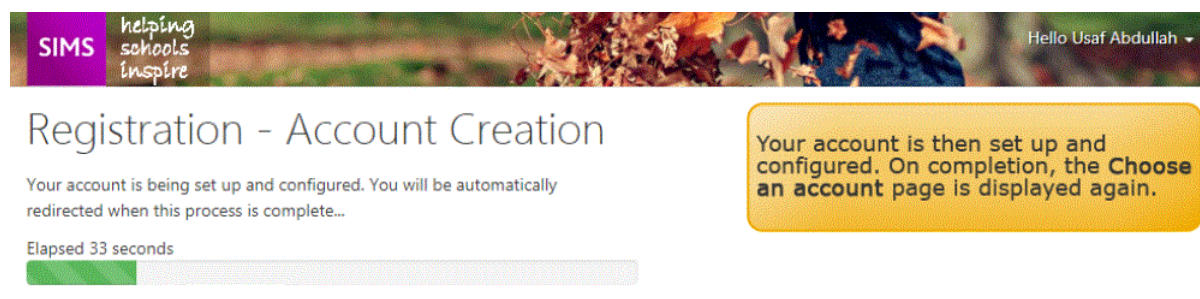 SIMS
helping
schools
inspire
Hello Usaf Abdullah
Registration - Account Creation
Your account is being set up and configured. You will be automatically
redirected when this process is complete...
Elapsed 33 seconds
Your account is then set up and
configured. On completion, the Choose
an account page is displayed again.